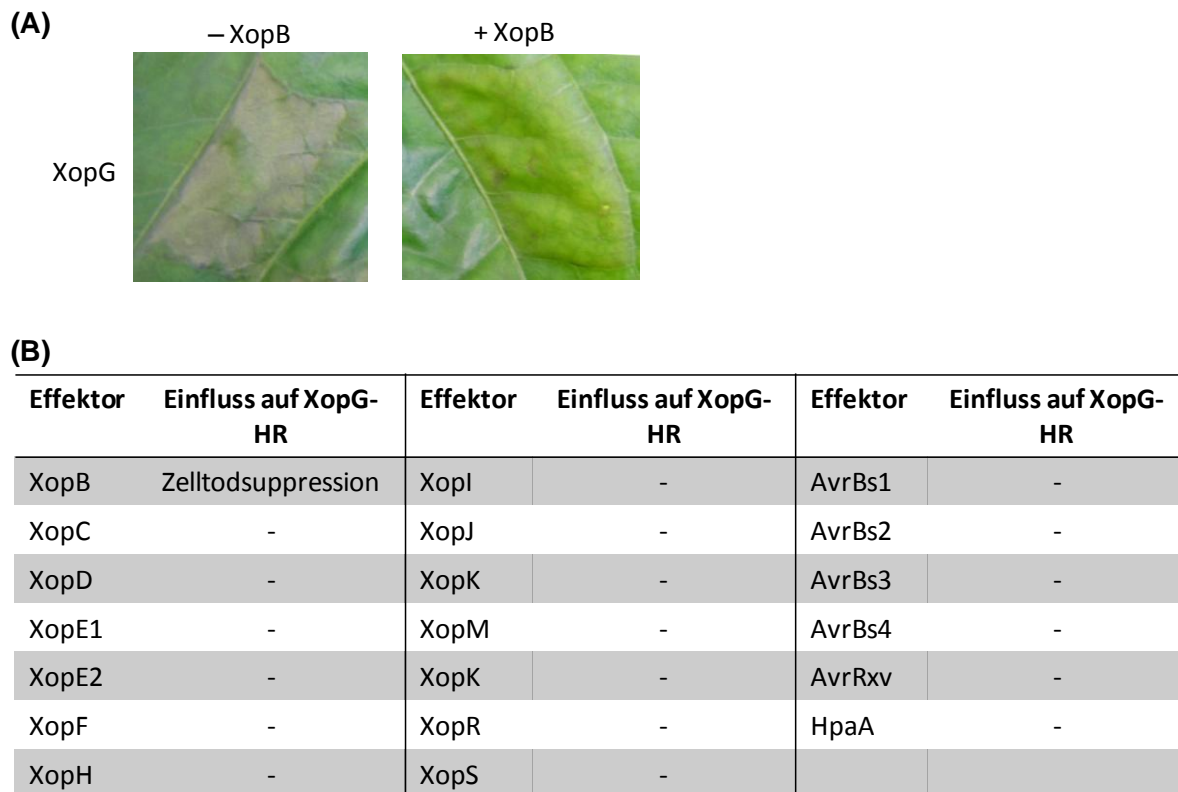 (A)
– XopB + XopB
XopG
(B)
Effektor Einfluss auf XopG-HR Effektor Einfluss auf XopG-HR Effektor Einfluss auf XopG-HR
XopB Zelltodsuppression XopI - AvrBs1 -
XopC - XopJ - AvrBs2 -
XopD - XopK - AvrBs3 -
XopE1 - XopM - AvrBs4 -
XopE2 - XopK - AvrRxv -
XopF - XopR - HpaA -
XopH - XopS -